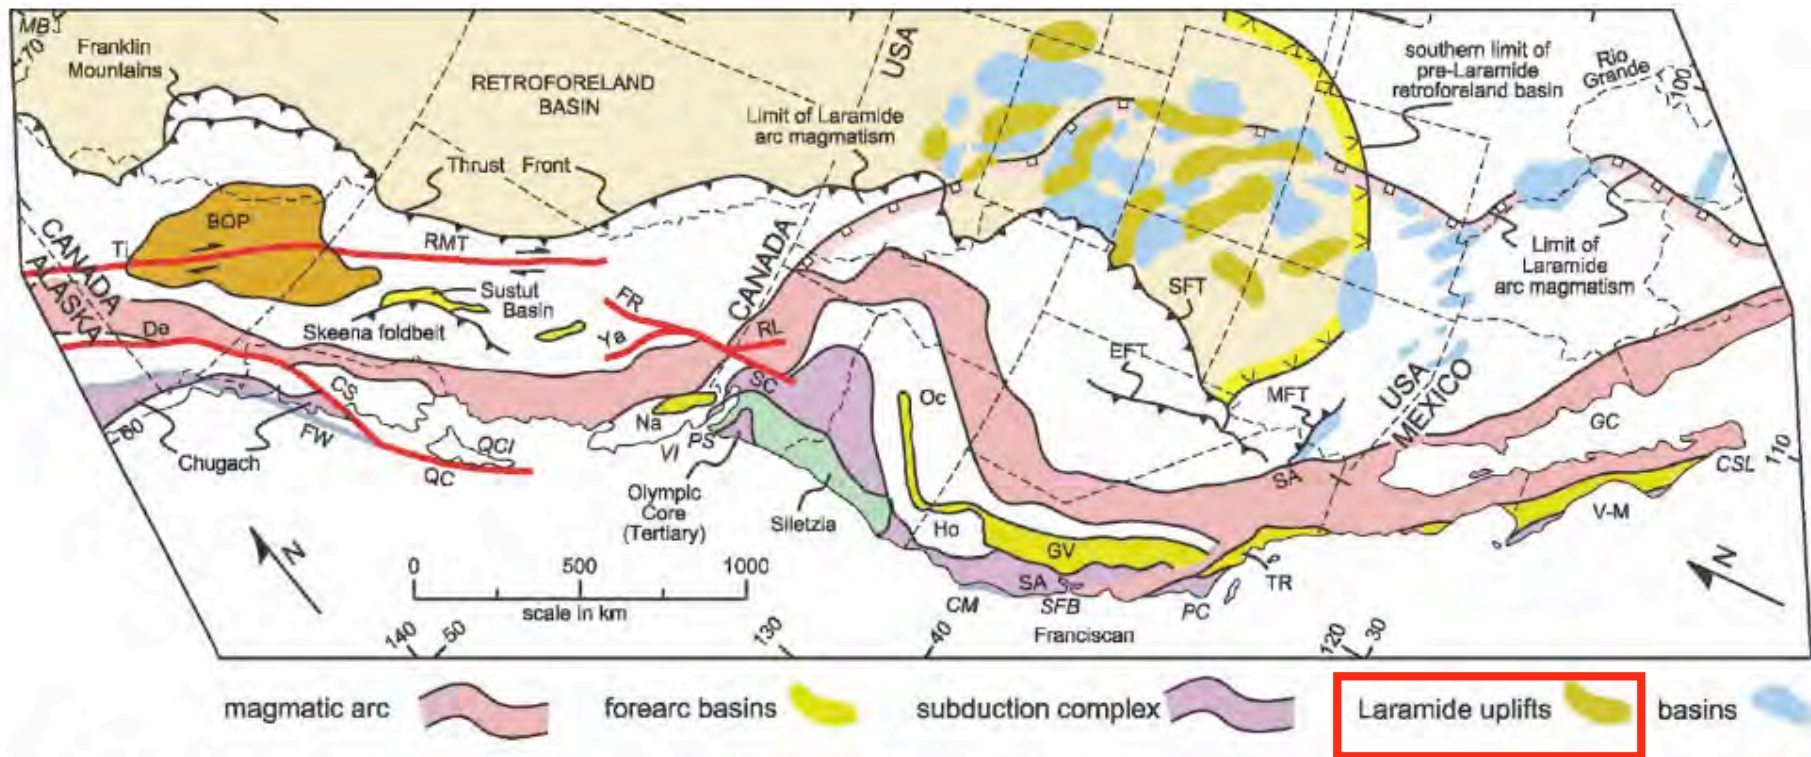 MB
70
Franklin
Mountains
RETROFORELAND
BASIN
USA
Limit of Laramide
arc magmatism
southern limit of
pre-Laramide
retroforeland basin
Rio
Grande
100
Thrust Front
BOP
Ti
RMT
CANADA
ALASKA
CANADA
Sustut
Basin
Skeena foldbelt
De
FR
Ya
RL
SFT
EFT
MFT
Limit of
Laramide
arc magmatism
USA
MEXICO
60
CS
FW
Chugach
QCI
QC
Na
VI
PS
SC
Oc
Olympic
Core
(Tertiary)
Siletzia
Ho
GV
SA
SA
CM
SFB
PC
TR
Franciscan
GC
CSL
V-M
110
N
N
0 500 1000
scale in km
140
50
130
40
120
30
magmatic arc
forearc basins
subduction complex
Laramide uplifts
basins